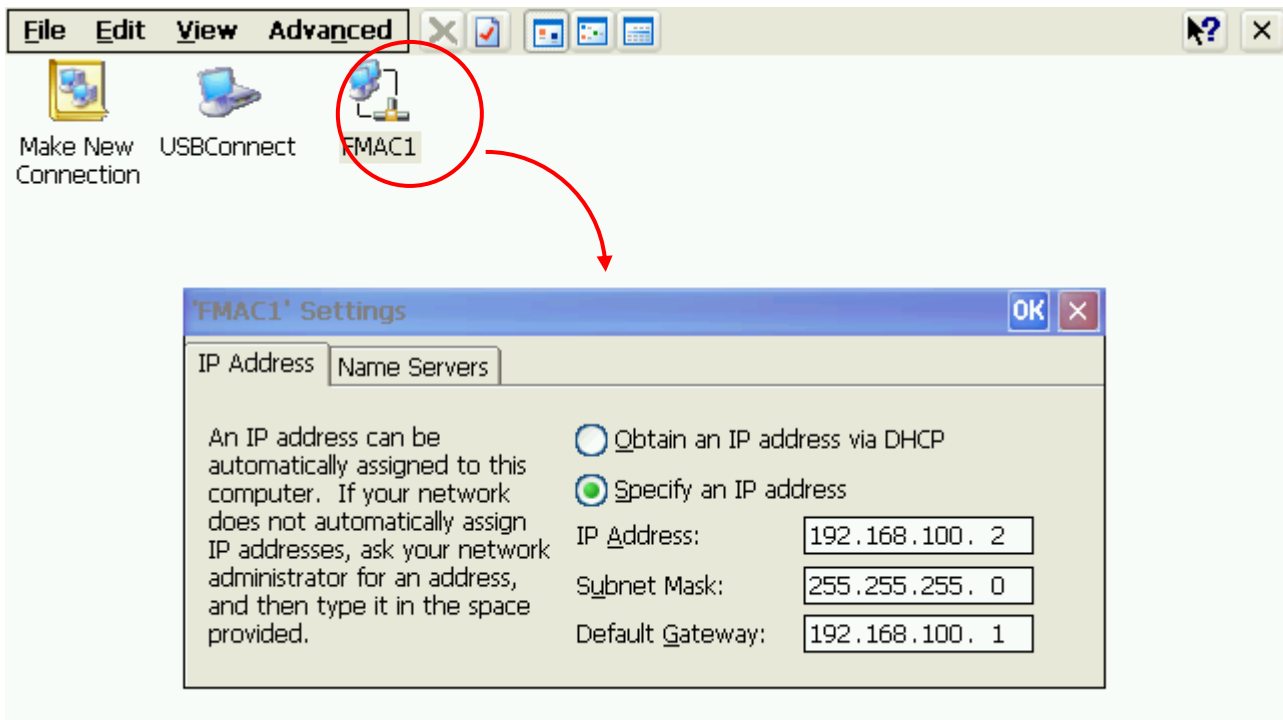 File Edit View Advanced
Make New
Connection
USBConnect
FMAC1
'FMAC1' Settings
OK
IP Address
Name Servers
An IP address can be
automatically assigned to this
computer. If your network
does not automatically assign
IP addresses, ask your network
administrator for an address,
and then type it in the space
provided.
Obtain an IP address via DHCP
Specify an IP address
IP Address: 192.168.100. 2
Subnet Mask: 255.255.255. 0
Default Gateway: 192.168.100. 1